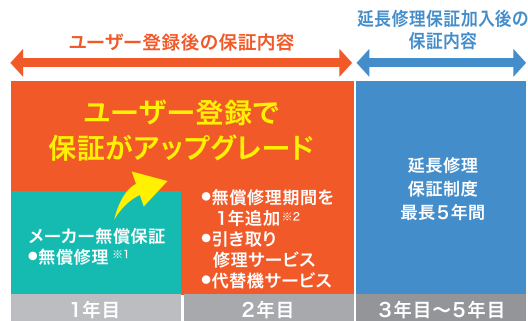 ユーザー登録後の保証内容
延長修理保証加入後の
保証内容
ユーザー登録で
保証がアップグレード
メーカー無償保証
●無償修理 ※1
●無償修理期間を
1年追加※2
●引き取り
修理サービス
●代替機サービス
延長修理
保証制度
最長5年間
1年目
2年目
3年目～5年目